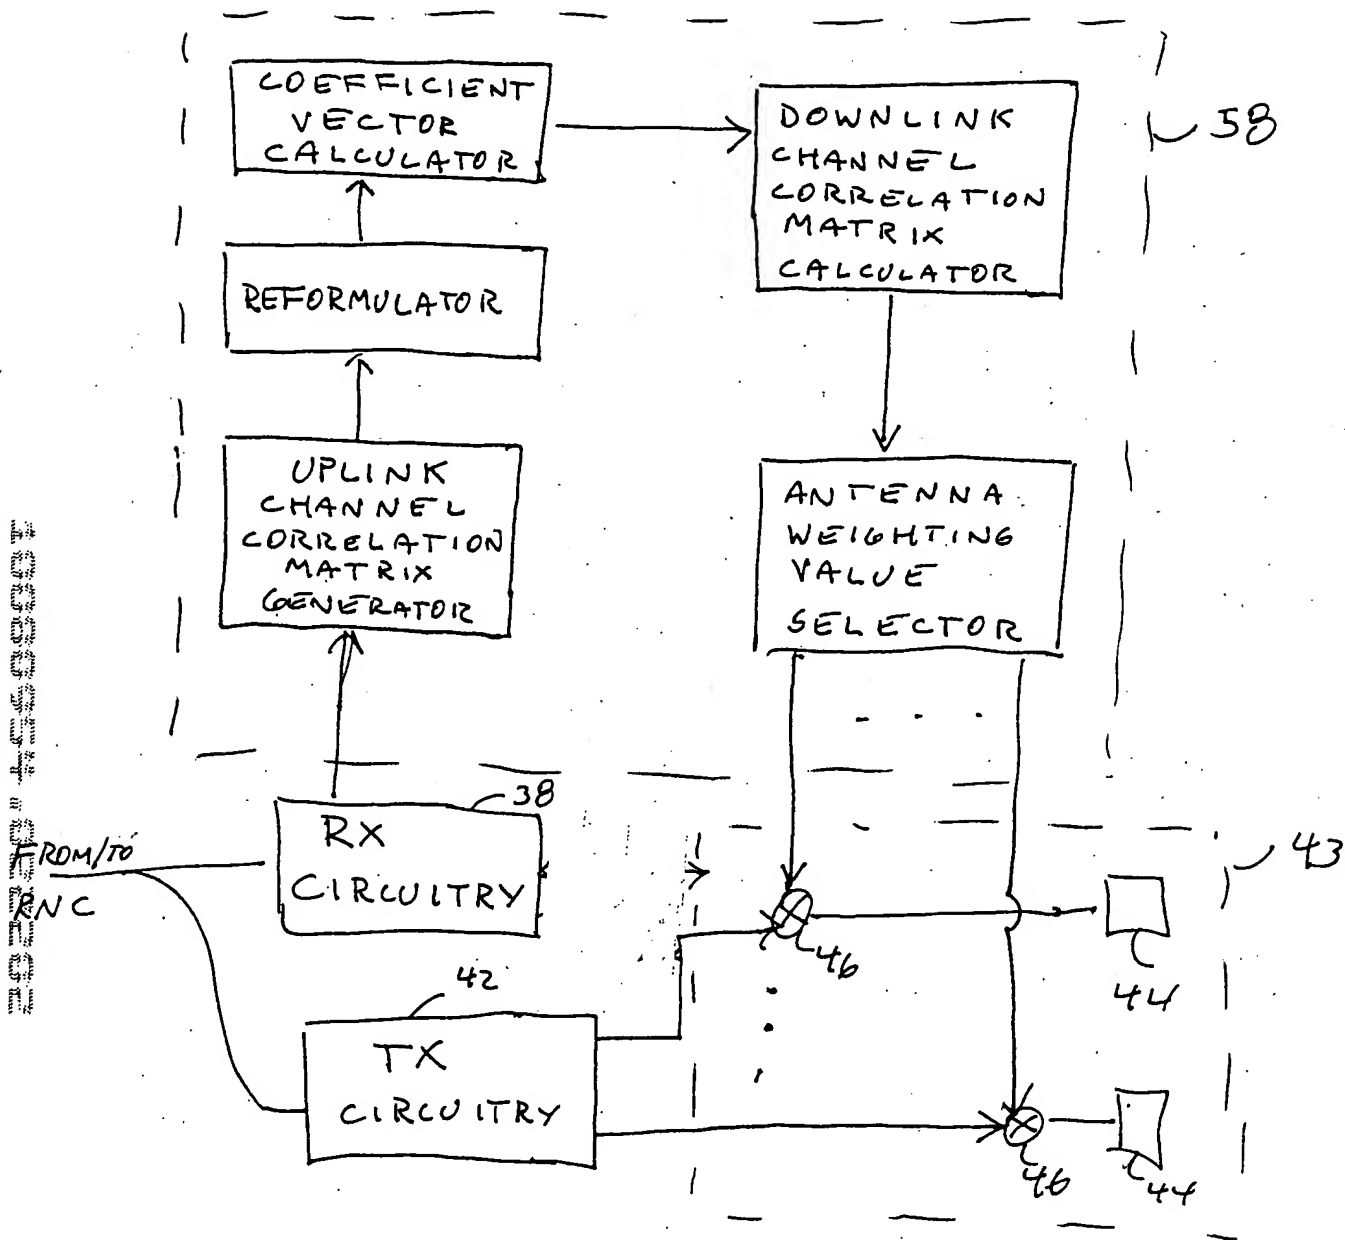 COEFFICIENT
VECTOR
CALCULATOR
DOWNLINK
CHANNEL
CORRELATION
MATRIX
CALCULATOR
58
REFORMULATOR
UPLINK
CHANNEL
CORRELATION
MATRIX
GENERATOR
ANTENNA
WEIGHTING
VALUE
SELECTOR
38
RX
CIRCUITRY
FROM/TO
RNC
43
46
44
42
TX
CIRCUITRY
46
44